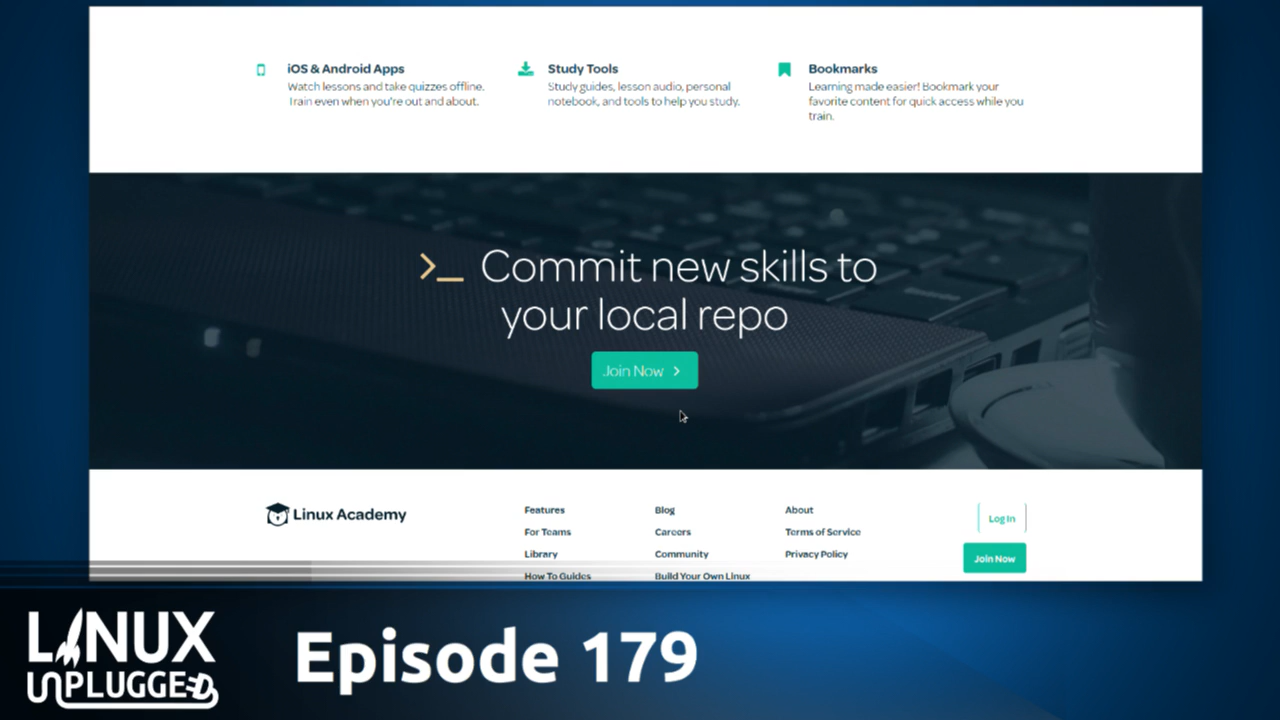 iOS & Android Apps
Watch lessons and take quizzes offline.
Train even when you're out and about.
Study Tools
Study guides, lesson audio, personal
notebook, and tools to help you study.
Bookmarks
Learning made easier! Bookmark your
favorite content for quick access while you
train.
>_ Commit new skills to
your local repo
Join Now >
Linux Academy
Features
For Teams
Library
How To Guides
Blog
Careers
Community
Build Your Own Linux
About
Terms of Service
Privacy Policy
Log In
Join Now
LINUX
UNPLUGGED
Episode 179